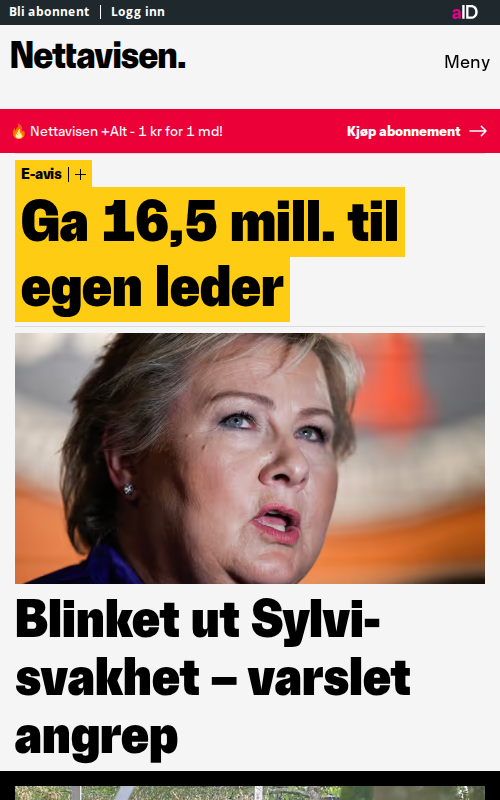 Bli abonnent | Logg inn
aID
Nettavisen.
Meny
🔥 Nettavisen +Alt - 1 kr for 1 md!
Kjøp abonnement →
E-avis | +
Ga 16,5 mill. til
egen leder
Blinket ut Sylvi-
svakhet – varslet
angrep